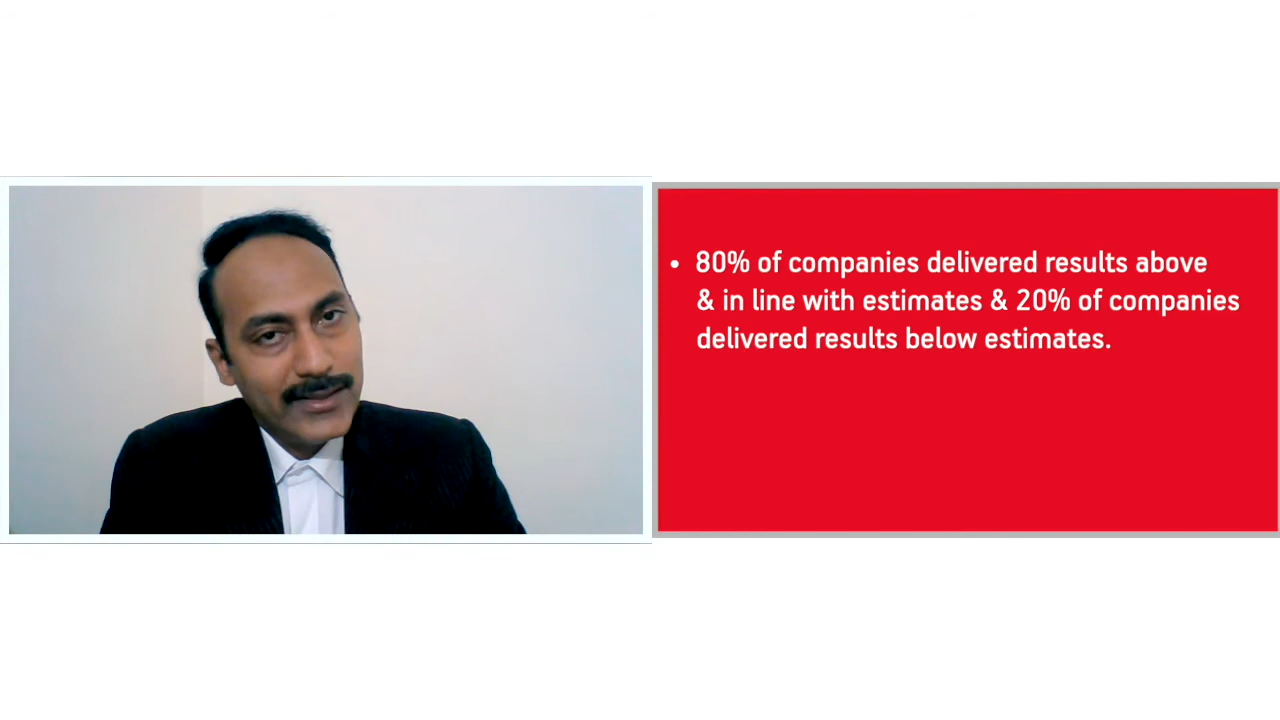 • 80% of companies delivered results above
& in line with estimates & 20% of companies
delivered results below estimates.